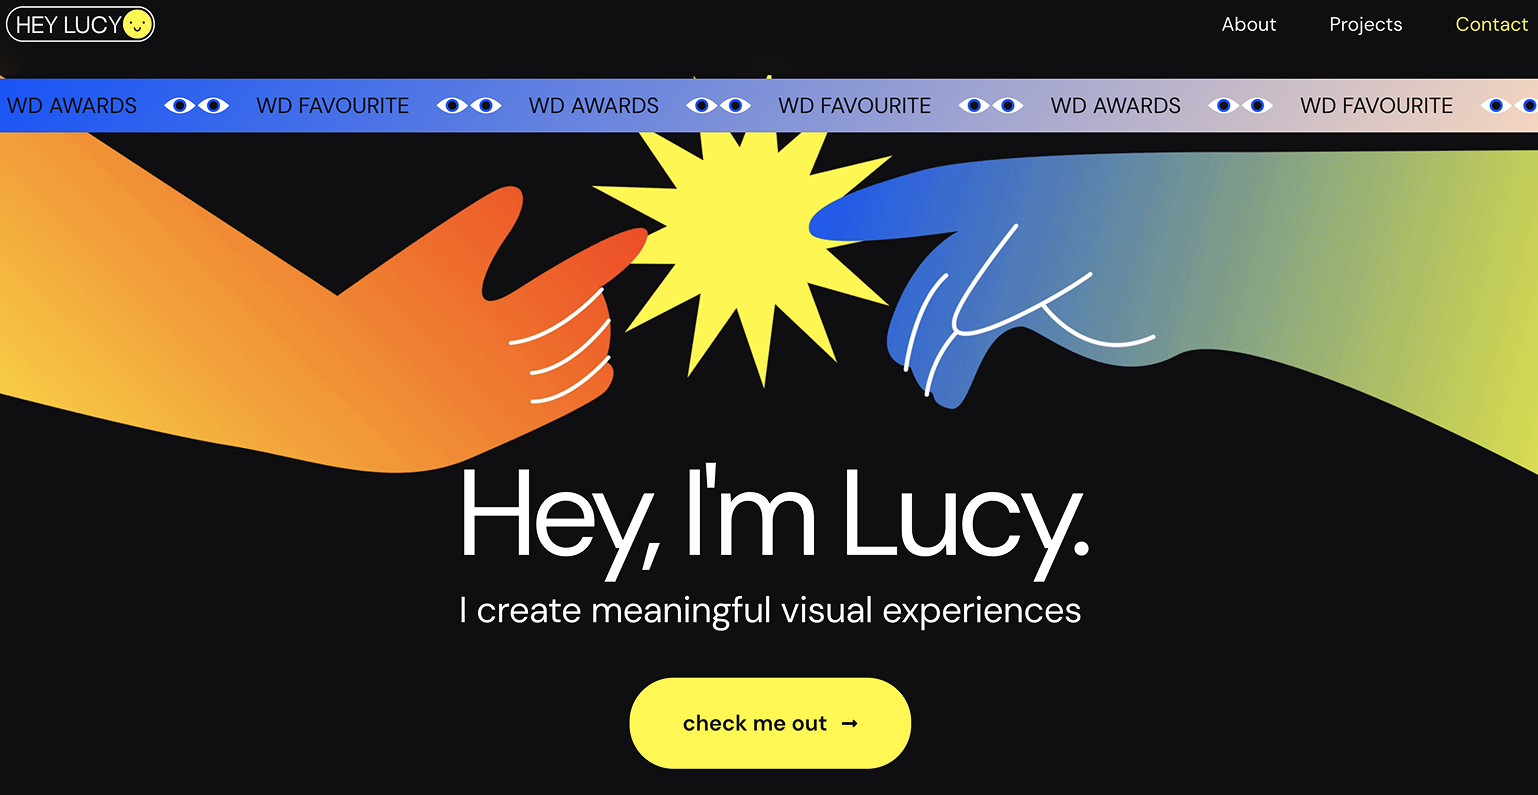 HEY LUCY
About Projects Contact
WD AWARDS WD FAVOURITE WD AWARDS WD FAVOURITE WD AWARDS WD FAVOURITE
Hey, I'm Lucy.
I create meaningful visual experiences
check me out →